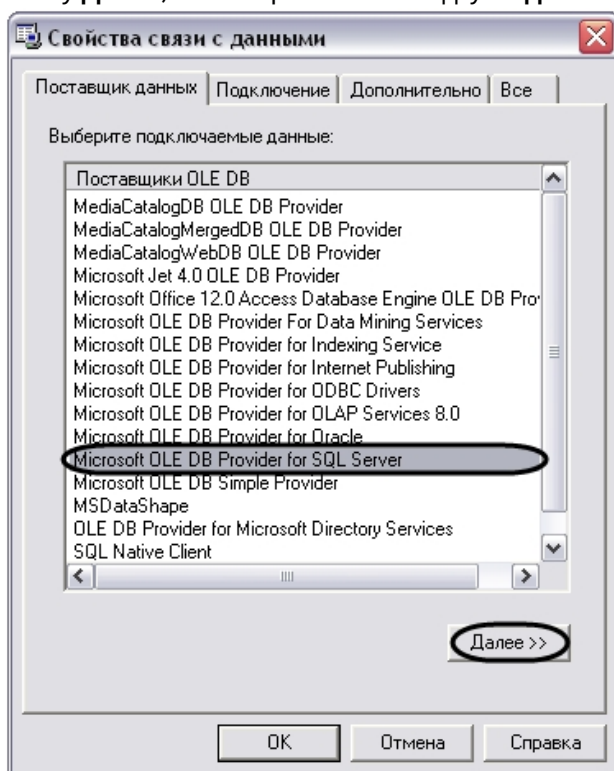 Свойства связи с данными
Поставщик данных Подключение Дополнительно Все
Выберите подключаемые данные:
Поставщики OLE DB
MediaCatalogDB OLE DB Provider
MediaCatalogMergedDB OLE DB Provider
MediaCatalogWebDB OLE DB Provider
Microsoft Jet 4.0 OLE DB Provider
Microsoft Office 12.0 Access Database Engine OLE DB Pro
Microsoft OLE DB Provider For Data Mining Services
Microsoft OLE DB Provider for Indexing Service
Microsoft OLE DB Provider for Internet Publishing
Microsoft OLE DB Provider for ODBC Drivers
Microsoft OLE DB Provider for OLAP Services 8.0
Microsoft OLE DB Provider for Oracle
Microsoft OLE DB Provider for SQL Server
Microsoft OLE DB Simple Provider
MSDataShape
OLE DB Provider for Microsoft Directory Services
SQL Native Client
Далее >>
OK Отмена Справка